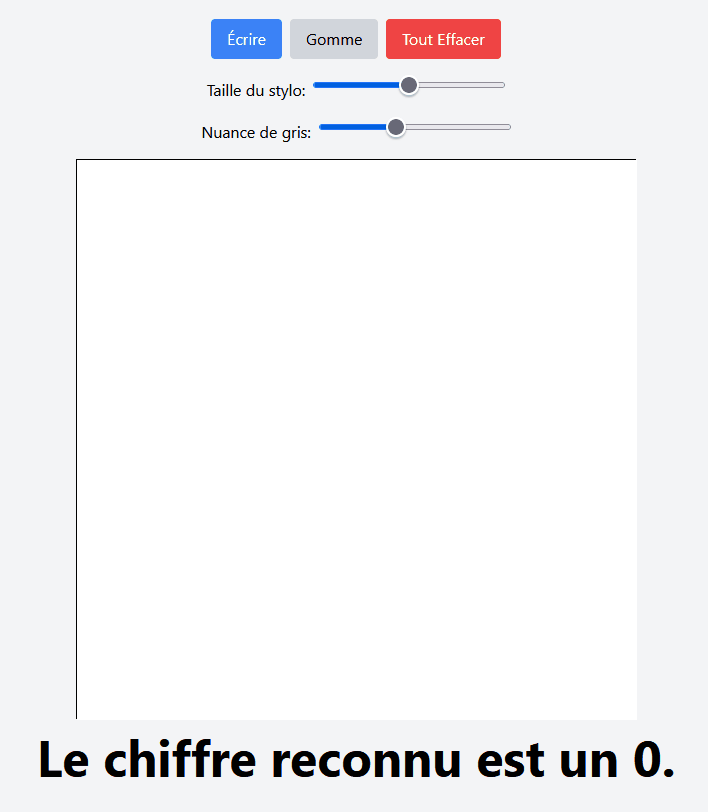 Écrire Gomme Tout Effacer
Taille du stylo:
Nuance de gris:
Le chiffre reconnu est un 0.